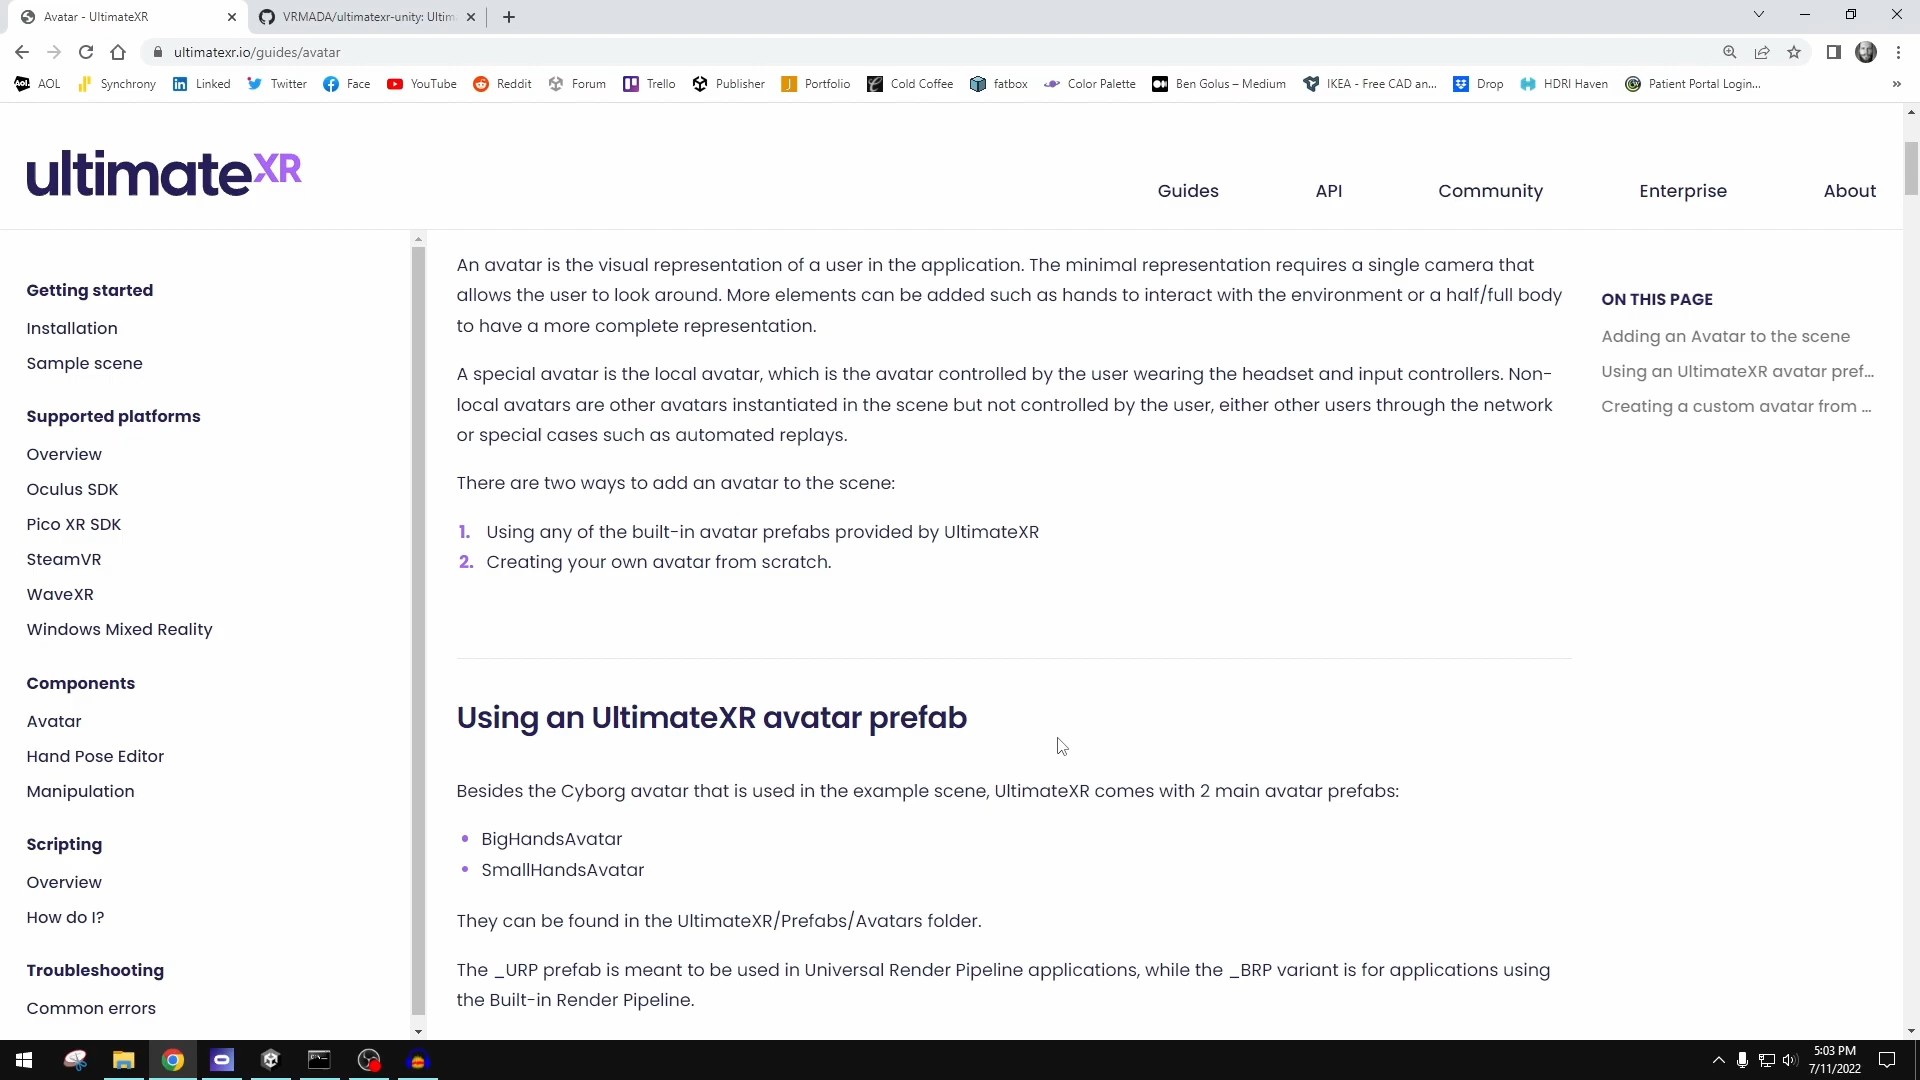 Avatar - UltimateXR
VRMADA/ultimatexr-unity: Ultim
ultimatexr.io/guides/avatar
AOL Synchrony Linked Twitter Face YouTube Reddit Forum Trello Publisher Portfolio Cold Coffee fatbox Color Palette Ben Golus – Medium IKEA - Free CAD an... Drop HDRI Haven Patient Portal Login... »
ultimateXR
Guides API Community Enterprise About
Getting started
Installation
Sample scene
Supported platforms
Overview
Oculus SDK
Pico XR SDK
SteamVR
WaveXR
Windows Mixed Reality
Components
Avatar
Hand Pose Editor
Manipulation
Scripting
Overview
How do I?
Troubleshooting
Common errors
An avatar is the visual representation of a user in the application. The minimal representation requires a single camera that
allows the user to look around. More elements can be added such as hands to interact with the environment or a half/full body
to have a more complete representation.
A special avatar is the local avatar, which is the avatar controlled by the user wearing the headset and input controllers. Non-
local avatars are other avatars instantiated in the scene but not controlled by the user, either other users through the network
or special cases such as automated replays.
There are two ways to add an avatar to the scene:
1. Using any of the built-in avatar prefabs provided by UltimateXR
2. Creating your own avatar from scratch.
Using an UltimateXR avatar prefab
Besides the Cyborg avatar that is used in the example scene, UltimateXR comes with 2 main avatar prefabs:
• BigHandsAvatar
• SmallHandsAvatar
They can be found in the UltimateXR/Prefabs/Avatars folder.
The _URP prefab is meant to be used in Universal Render Pipeline applications, while the _BRP variant is for applications using
the Built-in Render Pipeline.
ON THIS PAGE
Adding an Avatar to the scene
Using an UltimateXR avatar pref...
Creating a custom avatar from ...
5:03 PM
7/11/2022